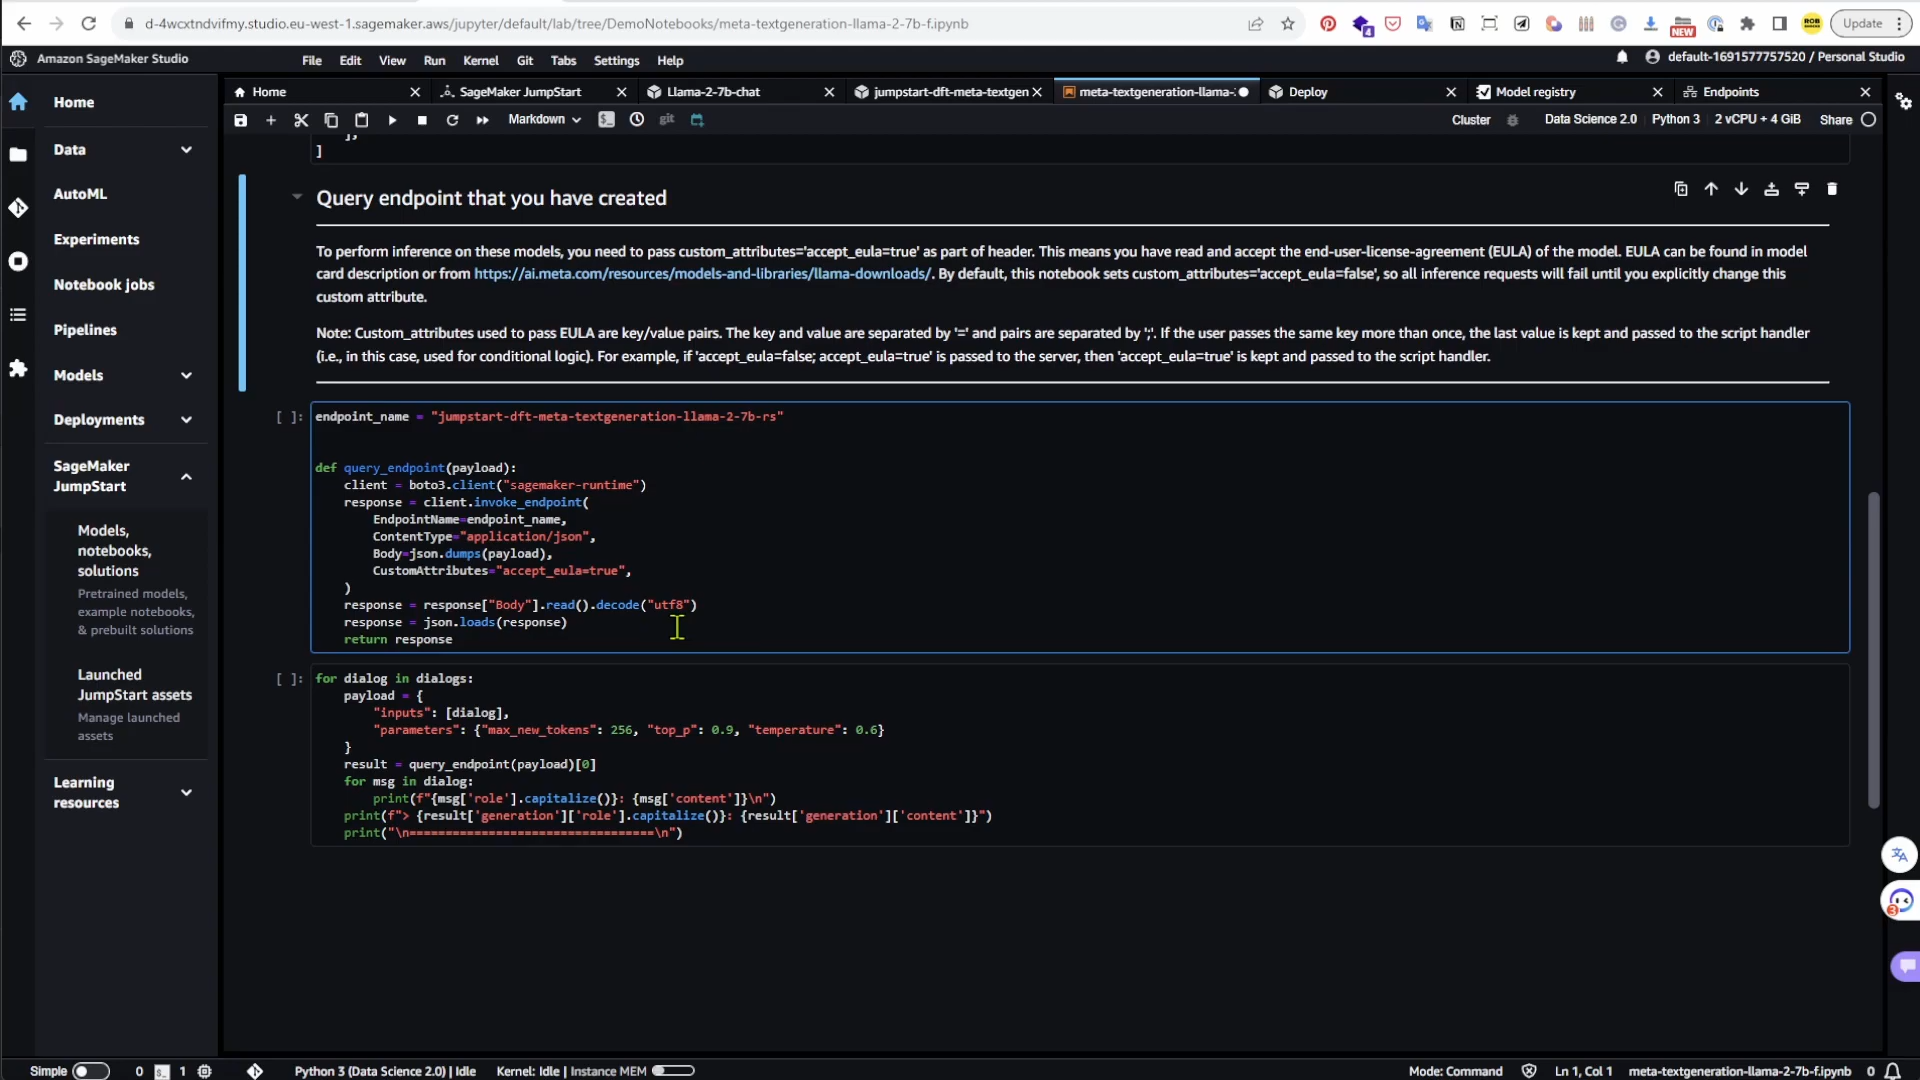 d-4wcxtndvifmy.studio.eu-west-1.sagemaker.aws/jupyter/default/lab/tree/DemoNotebooks/meta-textgeneration-llama-2-7b-f.ipynb
4
NEW
ROB
Update
Amazon SageMaker Studio
File Edit View Run Kernel Git Tabs Settings Help
default-1691577757520 / Personal Studio
Home
SageMaker JumpStart
Llama-2-7b-chat
jumpstart-dft-meta-textgen
meta-textgeneration-llama-
Deploy
Model registry
Endpoints
Markdown
git
Cluster
Data Science 2.0
Python 3
2 vCPU + 4 GiB
Share
Home
Data
AutoML
Experiments
Notebook jobs
Pipelines
Models
Deployments
SageMaker
JumpStart
Models,
notebooks,
solutions
Pretrained models,
example notebooks,
& prebuilt solutions
Launched
JumpStart assets
Manage launched
assets
Learning
resources
],
]
Query endpoint that you have created
To perform inference on these models, you need to pass custom_attributes='accept_eula=true' as part of header. This means you have read and accept the end-user-license-agreement (EULA) of the model. EULA can be found in model
card description or from https://ai.meta.com/resources/models-and-libraries/llama-downloads/. By default, this notebook sets custom_attributes='accept_eula=false', so all inference requests will fail until you explicitly change this
custom attribute.
Note: Custom_attributes used to pass EULA are key/value pairs. The key and value are separated by '=' and pairs are separated by ';'. If the user passes the same key more than once, the last value is kept and passed to the script handler
(i.e., in this case, used for conditional logic). For example, if 'accept_eula=false; accept_eula=true' is passed to the server, then 'accept_eula=true' is kept and passed to the script handler.
[ ]:
endpoint_name = "jumpstart-dft-meta-textgeneration-llama-2-7b-rs"
def query_endpoint(payload):
client = boto3.client("sagemaker-runtime")
response = client.invoke_endpoint(
EndpointName=endpoint_name,
ContentType="application/json",
Body=json.dumps(payload),
CustomAttributes="accept_eula=true",
)
response = response["Body"].read().decode("utf8")
response = json.loads(response)
return response
[ ]:
for dialog in dialogs:
payload = {
"inputs": [dialog],
"parameters": {"max_new_tokens": 256, "top_p": 0.9, "temperature": 0.6}
}
result = query_endpoint(payload)[0]
for msg in dialog:
print(f"{msg['role'].capitalize()}: {msg['content']}\n")
print(f"> {result['generation']['role'].capitalize()}: {result['generation']['content']}")
print("\n==================================\n")
3
Simple
0
1
Python 3 (Data Science 2.0) | Idle
Kernel: Idle | Instance MEM
Mode: Command
Ln 1, Col 1
meta-textgeneration-llama-2-7b-f.ipynb
0